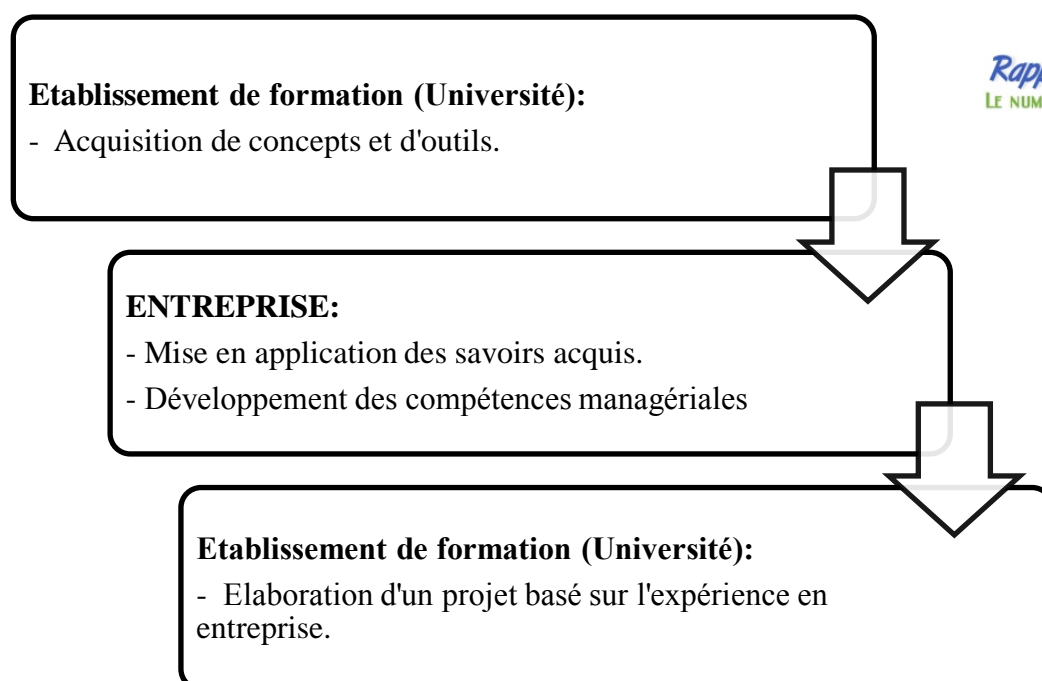 Etablissement de formation (Université):
- Acquisition de concepts et d'outils.
ENTREPRISE:
- Mise en application des savoirs acquis.
- Développement des compétences managériales
Etablissement de formation (Université):
- Elaboration d'un projet basé sur l'expérience en
entreprise.